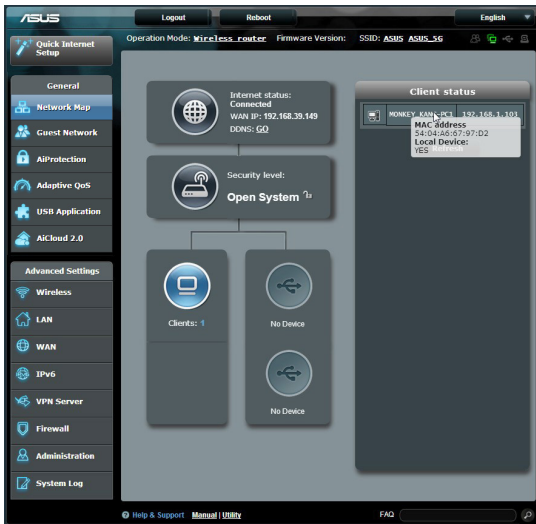 ASUS
Logout
Reboot
English
Quick Internet
Setup
Operation Mode: Wireless router Firmware Version: SSID: ASUS ASUS_5G
General
Network Map
Guest Network
AiProtection
Adaptive QoS
USB Application
AiCloud 2.0
Advanced Settings
Wireless
LAN
WAN
IPv6
VPN Server
Firewall
Administration
System Log
Internet status:
Connected
WAN IP: 192.168.39.149
DDNS: GO
Security level:
Open System
Clients: 1
No Device
No Device
Client status
MONKEY_KANG-PC1 192.168.1.103
MAC address
54:04:A6:67:97:D2
Local Device:
YES
Refresh
Help & Support Manual | Utility
FAQ